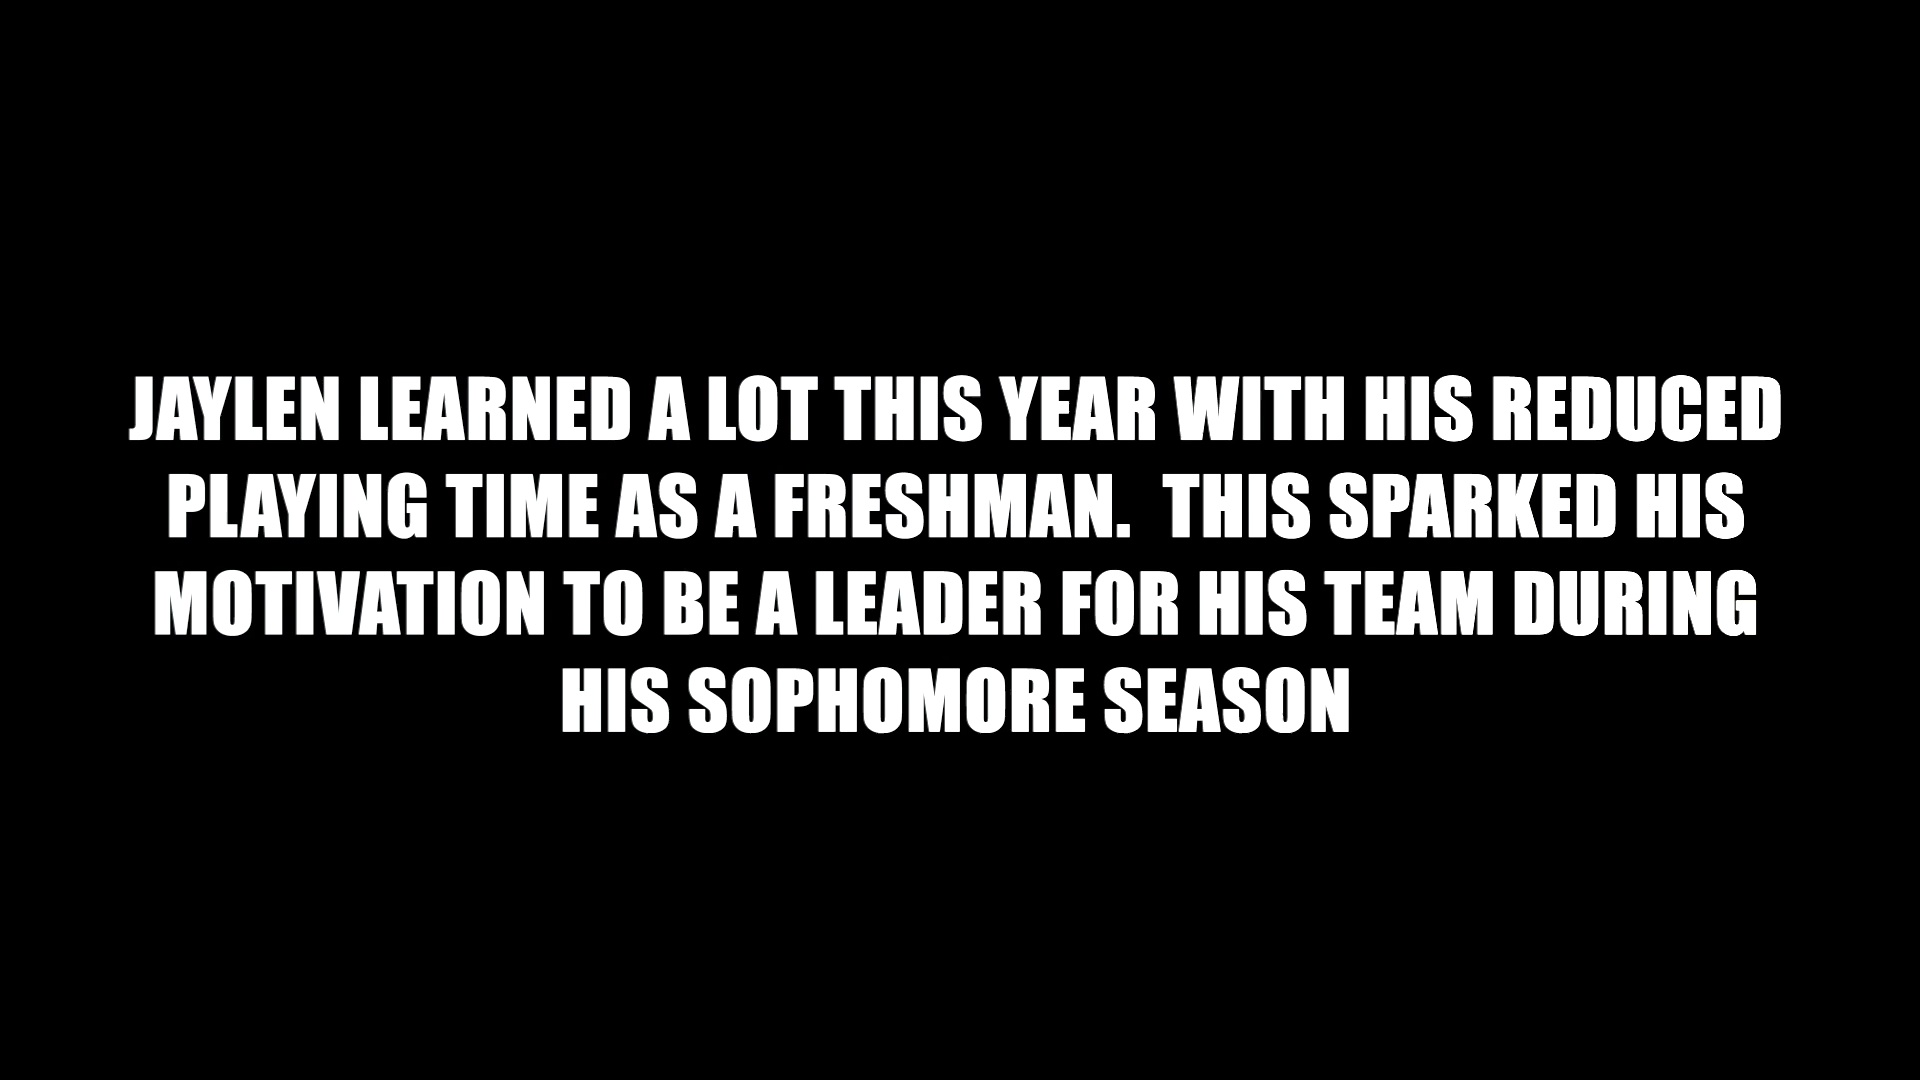 JAYLEN LEARNED A LOT THIS YEAR WITH HIS REDUCED
PLAYING TIME AS A FRESHMAN.  THIS SPARKED HIS
MOTIVATION TO BE A LEADER FOR HIS TEAM DURING
HIS SOPHOMORE SEASON